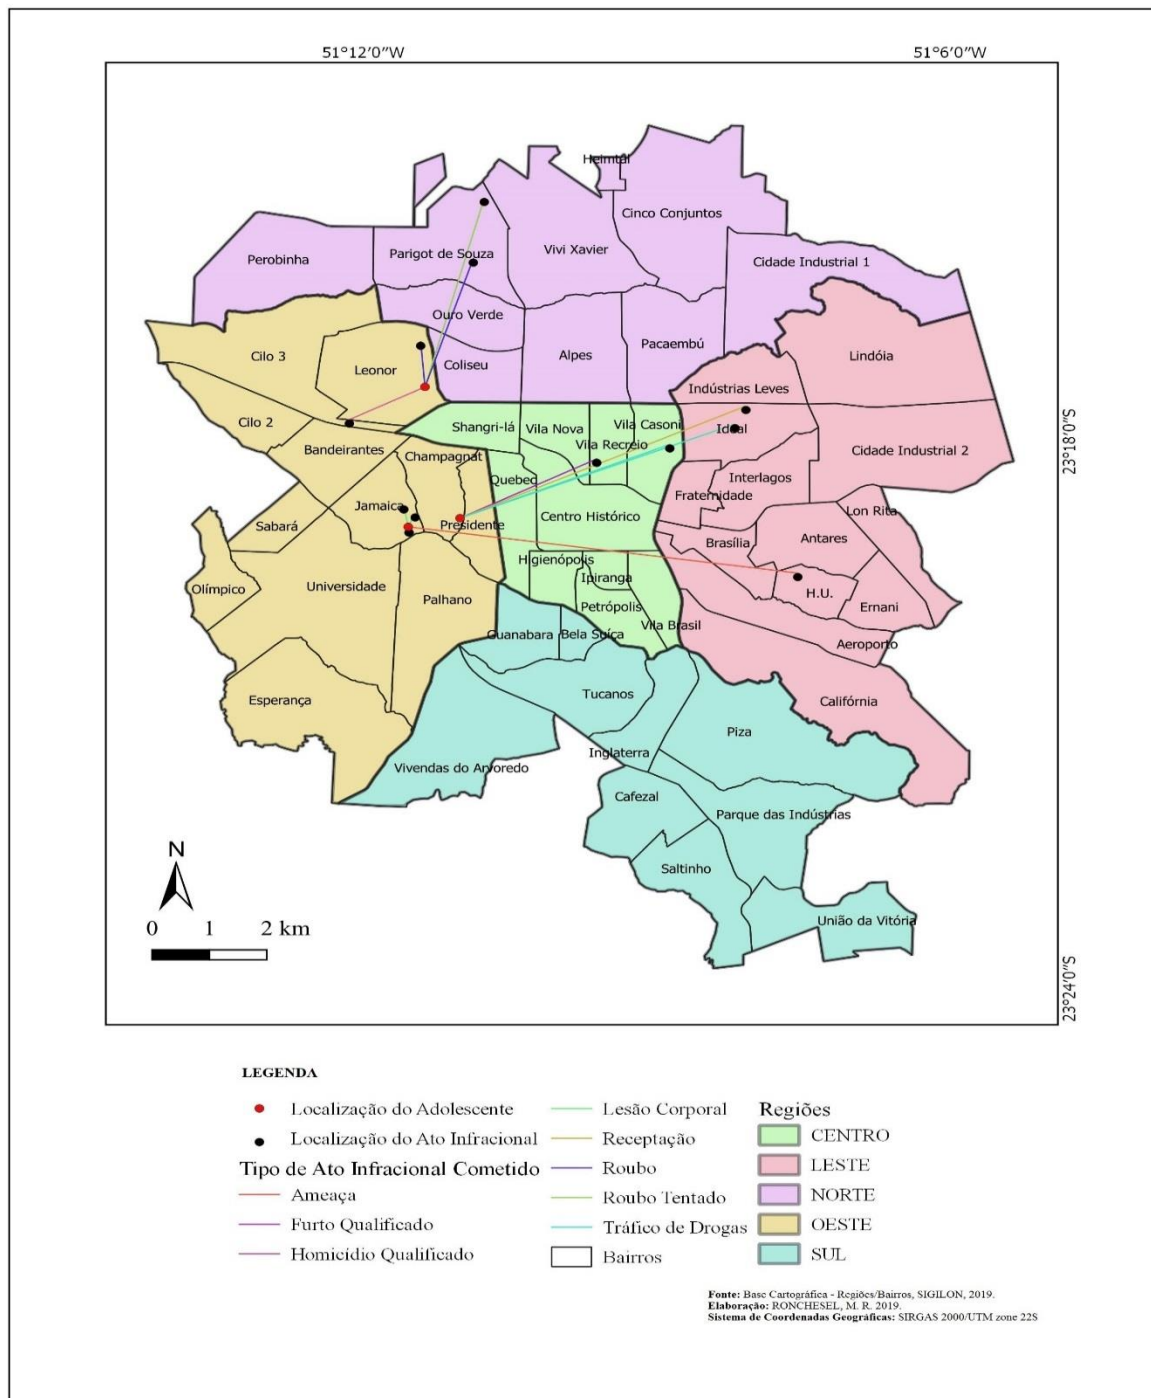 51°12′0″W
51°6′0″W
Heimtal
Cinco Conjuntos
Vivi Xavier
Parigot de Souza
Perobinha
Cidade Industrial 1
Ouro Verde
Cilo 3
Leonor
Coliseu
Alpes
Pacaembú
Lindóia
Indústrias Leves
Cilo 2
Shangri-lá
Vila Nova
Vila Casoni
Ideal
Bandeirantes
Champagnat
Vila Recreio
Cidade Industrial 2
23°18′0″S
Quebec
Interlagos
Fraternidade
Jamaica
Sabará
Presidente
Centro Histórico
Lon Rita
Brasília
Antares
Higienópolis
Ipiranga
Olímpico
Universidade
Palhano
H.U.
Petrópolis
Ernani
Guanabara
Bela Suíça
Vila Brasil
Aeroporto
Esperança
Tucanos
Califórnia
Piza
Inglaterra
Vivendas do Arvoredo
Cafezal
Parque das Indústrias
Saltinho
União da Vitória
N
0 1 2 km
23°24′0″S
LEGENDA
Localização do Adolescente
Localização do Ato Infracional
Tipo de Ato Infracional Cometido
Ameaça
Furto Qualificado
Homicídio Qualificado
Lesão Corporal
Receptação
Roubo
Roubo Tentado
Tráfico de Drogas
Bairros
Regiões
CENTRO
LESTE
NORTE
OESTE
SUL
Fonte: Base Cartográfica - Regiões/Bairros, SIGILON, 2019.
Elaboração: RONCHESEL, M. R. 2019.
Sistema de Coordenadas Geográficas: SIRGAS 2000/UTM zone 22S